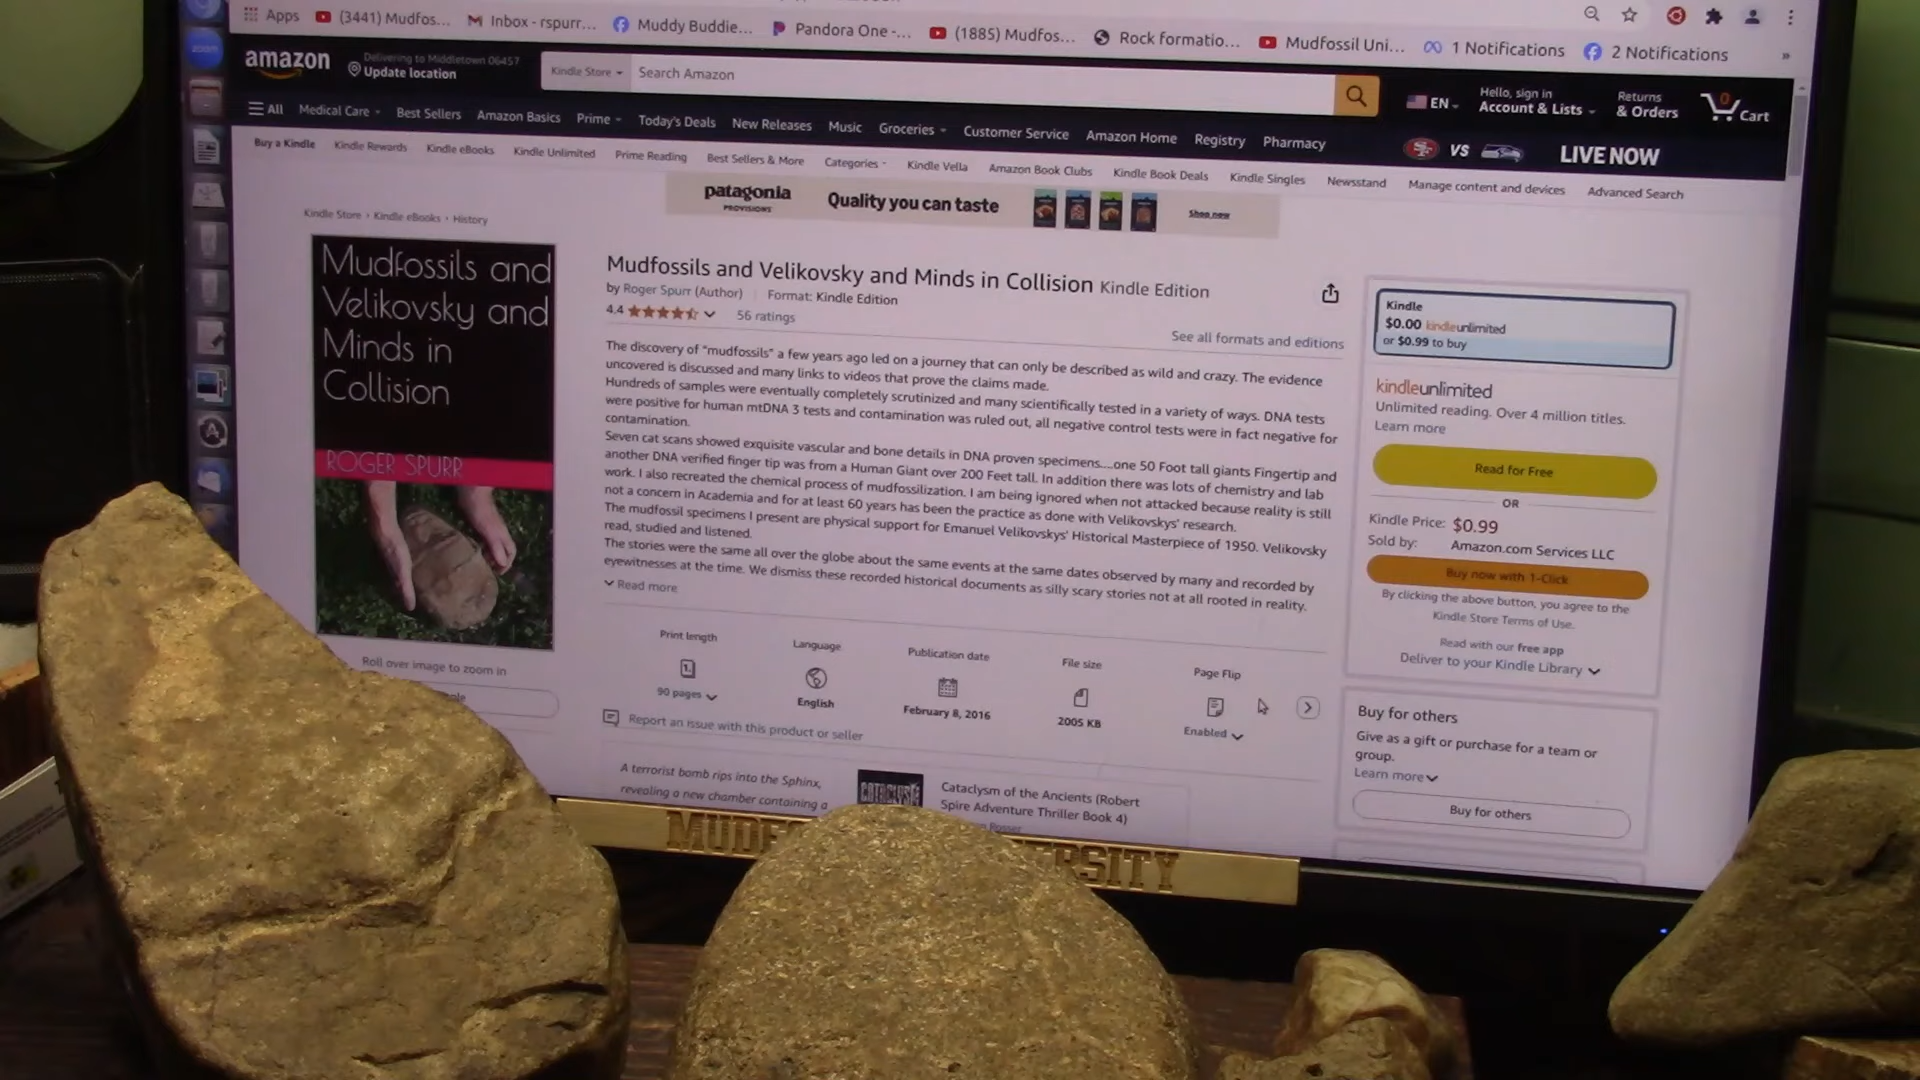 Apps (3441) Mudfos... Inbox - rspurr... Muddy Buddie... Pandora One -... (1885) Mudfos... Rock formatio... Mudfossil Uni... 1 Notifications 2 Notifications »
zoom
amazon
Delivering to Middletown 06457
Update location
Kindle Store
Search Amazon
EN
Hello, sign in
Account & Lists
Returns
& Orders
0
Cart
All Medical Care Best Sellers Amazon Basics Prime Today's Deals New Releases Music Groceries Customer Service Amazon Home Registry Pharmacy
VS LIVE NOW
Buy a Kindle Kindle Rewards Kindle eBooks Kindle Unlimited Prime Reading Best Sellers & More Categories Kindle Vella Amazon Book Clubs Kindle Book Deals Kindle Singles Newsstand Manage content and devices Advanced Search
patagonia
PROVISIONS
Quality you can taste
Shop now
Kindle Store › Kindle eBooks › History
Mudfossils and
Velikovsky and
Minds in
Collision
ROGER SPURR
Roll over image to zoom in
Mudfossils and Velikovsky and Minds in Collision Kindle Edition
by Roger Spurr (Author) Format: Kindle Edition
4.4 56 ratings
See all formats and editions
The discovery of "mudfossils" a few years ago led on a journey that can only be described as wild and crazy. The evidence
uncovered is discussed and many links to videos that prove the claims made.
Hundreds of samples were eventually completely scrutinized and many scientifically tested in a variety of ways. DNA tests
were positive for human mtDNA 3 tests and contamination was ruled out, all negative control tests were in fact negative for
contamination.
Seven cat scans showed exquisite vascular and bone details in DNA proven specimens....one 50 Foot tall giants Fingertip and
another DNA verified finger tip was from a Human Giant over 200 Feet tall. In addition there was lots of chemistry and lab
work. I also recreated the chemical process of mudfossilization. I am being ignored when not attacked because reality is still
not a concern in Academia and for at least 60 years has been the practice as done with Velikovskys' research.
The mudfossil specimens I present are physical support for Emanuel Velikovskys' Historical Masterpiece of 1950. Velikovsky
read, studied and listened.
The stories were the same all over the globe about the same events at the same dates observed by many and recorded by
eyewitnesses at the time. We dismiss these recorded historical documents as silly scary stories not at all rooted in reality.
Read more
Print length
90 pages
Language
English
Publication date
February 8, 2016
File size
2005 KB
Page Flip
Enabled
Report an issue with this product or seller
A terrorist bomb rips into the Sphinx,
revealing a new chamber containing a
CATACLYSM
Cataclysm of the Ancients (Robert
Spire Adventure Thriller Book 4)
Rosser
Kindle
$0.00 kindleunlimited
or $0.99 to buy
kindleunlimited
Unlimited reading. Over 4 million titles.
Learn more
Read for Free
OR
Kindle Price: $0.99
Sold by: Amazon.com Services LLC
Buy now with 1-Click
By clicking the above button, you agree to the
Kindle Store Terms of Use.
Read with our free app
Deliver to your Kindle Library
Buy for others
Give as a gift or purchase for a team or
group.
Learn more
Buy for others
MUDF
ERSITY